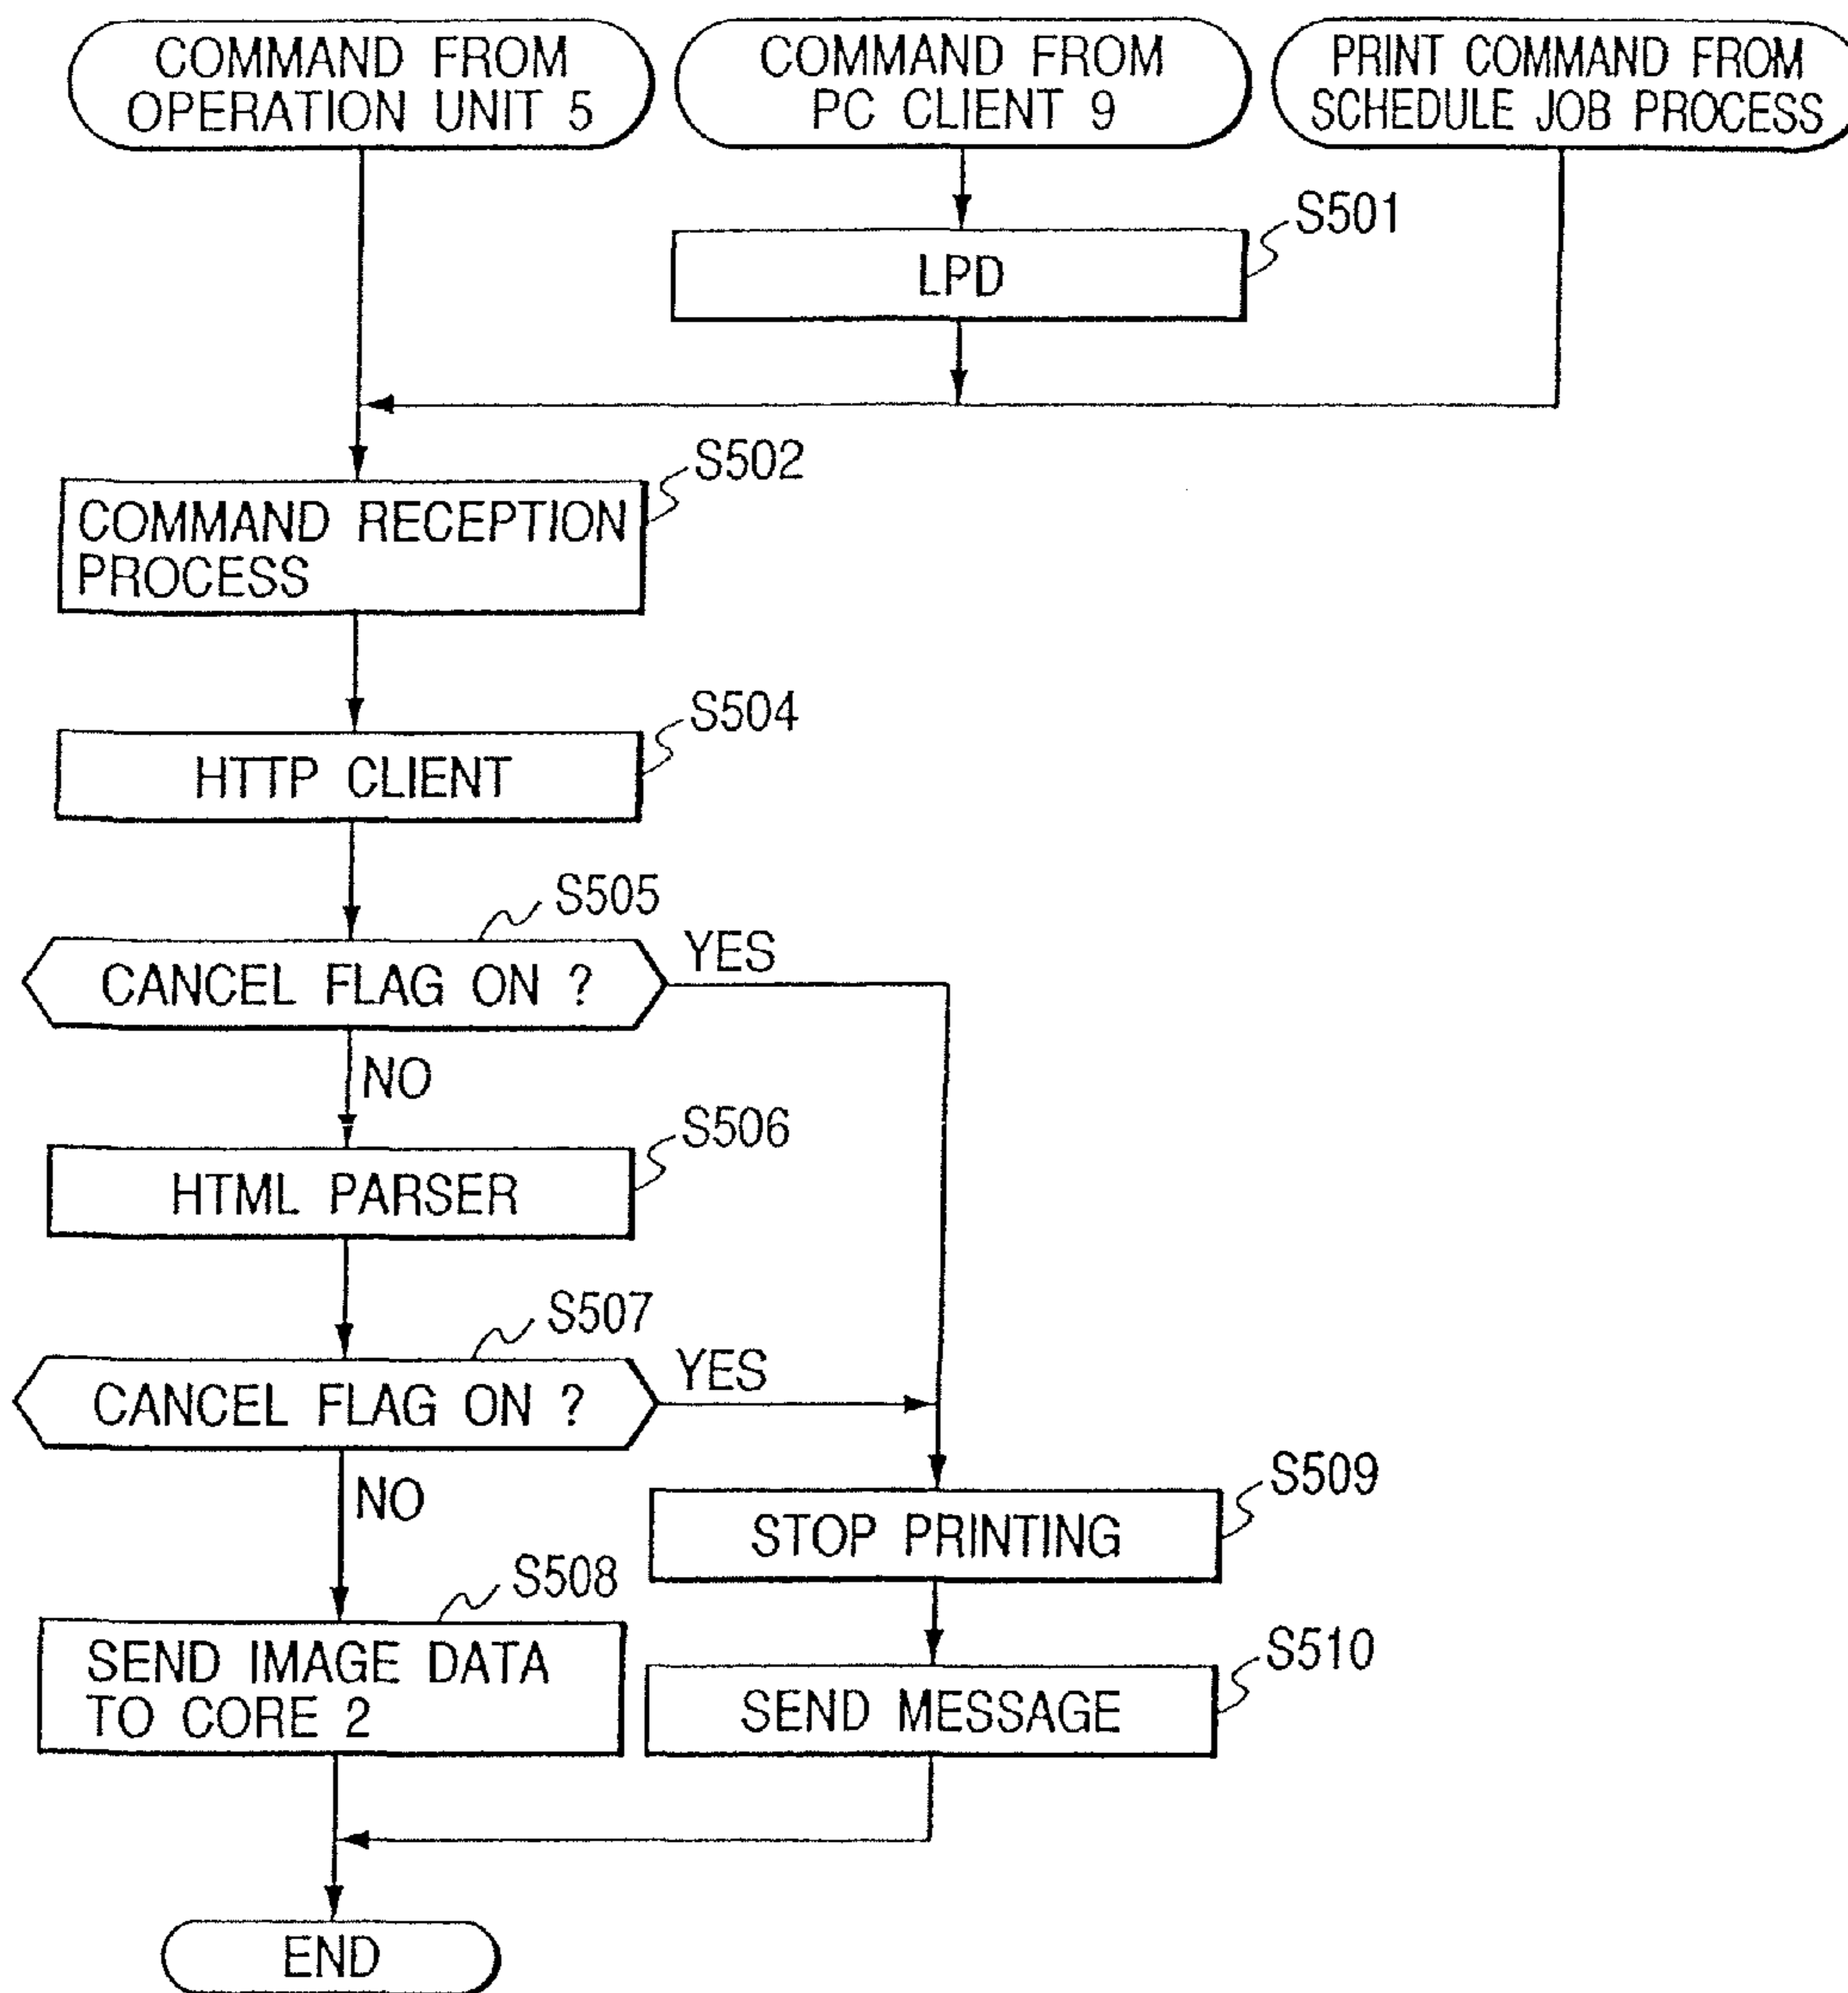 COMMAND FROM
OPERATION UNIT 5
COMMAND FROM
PC CLIENT 9
PRINT COMMAND FROM
SCHEDULE JOB PROCESS
S501
LPD
S502
COMMAND RECEPTION
PROCESS
S504
HTTP CLIENT
S505
CANCEL FLAG ON ?
YES
NO
S506
HTML PARSER
S507
CANCEL FLAG ON ?
YES
NO
S509
STOP PRINTING
S508
SEND IMAGE DATA
TO CORE 2
S510
SEND MESSAGE
END